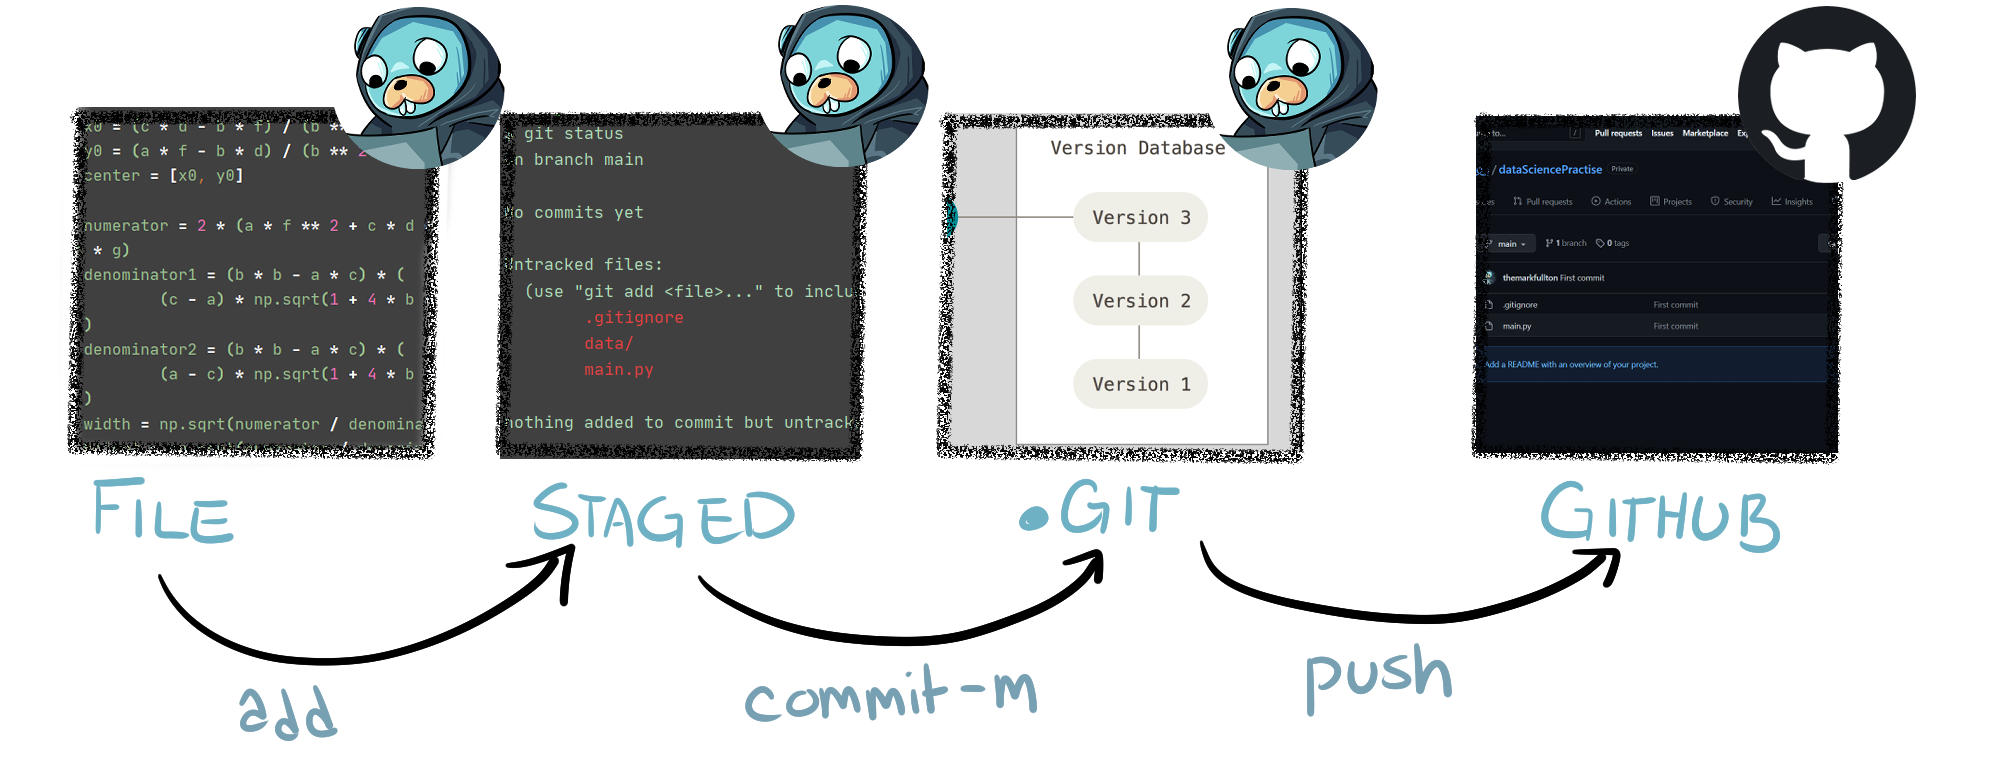 x0 = (c * d - b * f) / (b **
y0 = (a * f - b * d) / (b ** 2
center = [x0, y0]
numerator = 2 * (a * f ** 2 + c * d
* g)
denominator1 = (b * b - a * c) * (
(c - a) * np.sqrt(1 + 4 * b
)
denominator2 = (b * b - a * c) * (
(a - c) * np.sqrt(1 + 4 * b
)
width = np.sqrt(numerator / denomina
git status
n branch main
o commits yet
ntracked files:
(use "git add <file>..." to inclu
.gitignore
data/
main.py
nothing added to commit but untrack
Version Database
Version 3
Version 2
Version 1
to... / Pull requests Issues Marketplace Ex
/ dataSciencePractise Private
ues Pull requests Actions Projects Security Insights
main 1 branch 0 tags
themarkfullton First commit
.gitignore First commit
main.py First commit
Add a README with an overview of your project.
FILE
STAGED
.GIT
GITHUB
add
commit -m
push